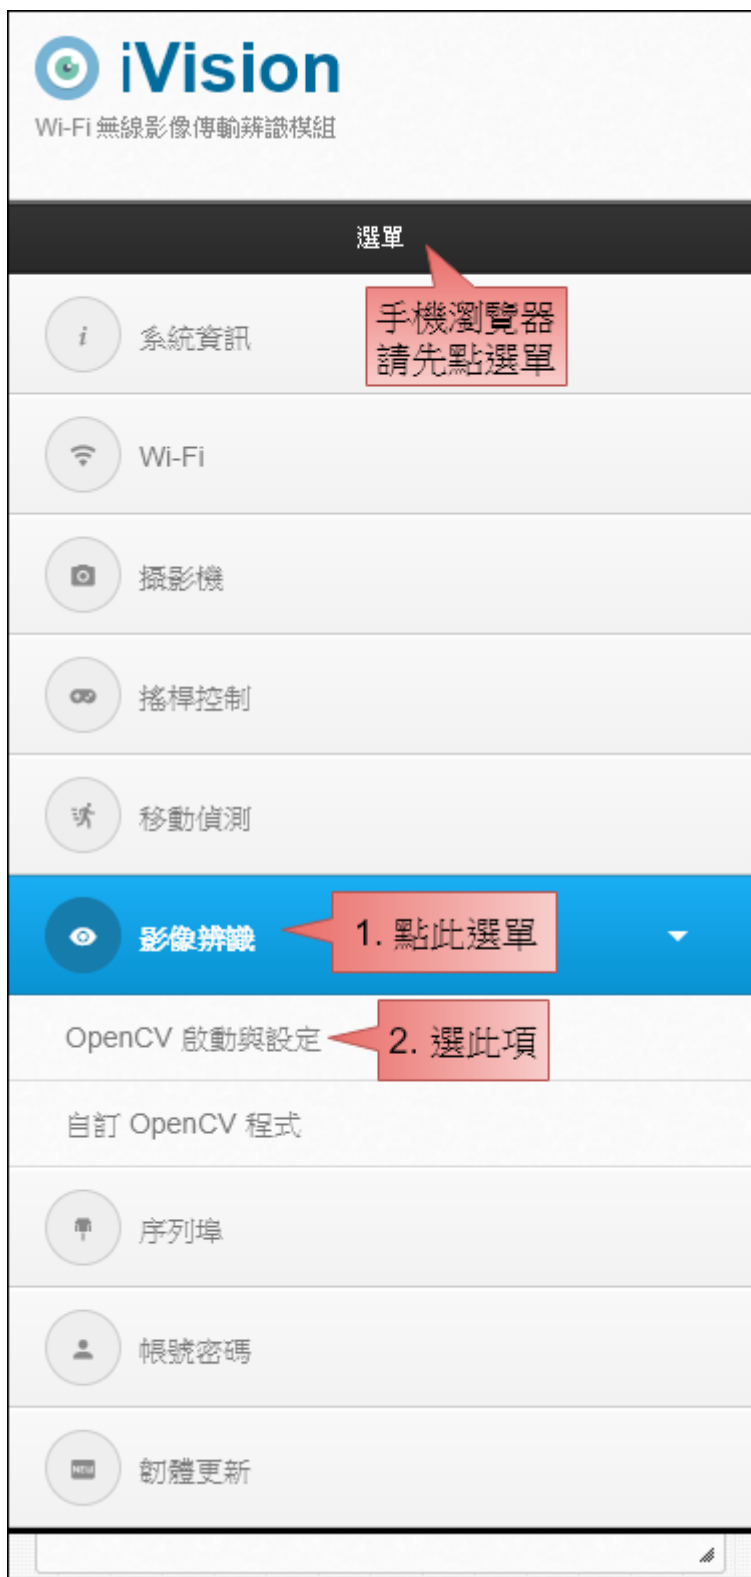 iVision
Wi-Fi 無線影像傳輸辨識模組
選單
手機瀏覽器
請先點選單
系統資訊
Wi-Fi
攝影機
搖桿控制
移動偵測
影像辨識
1. 點此選單
OpenCV 啟動與設定
2. 選此項
自訂 OpenCV 程式
序列埠
帳號密碼
NEW
韌體更新